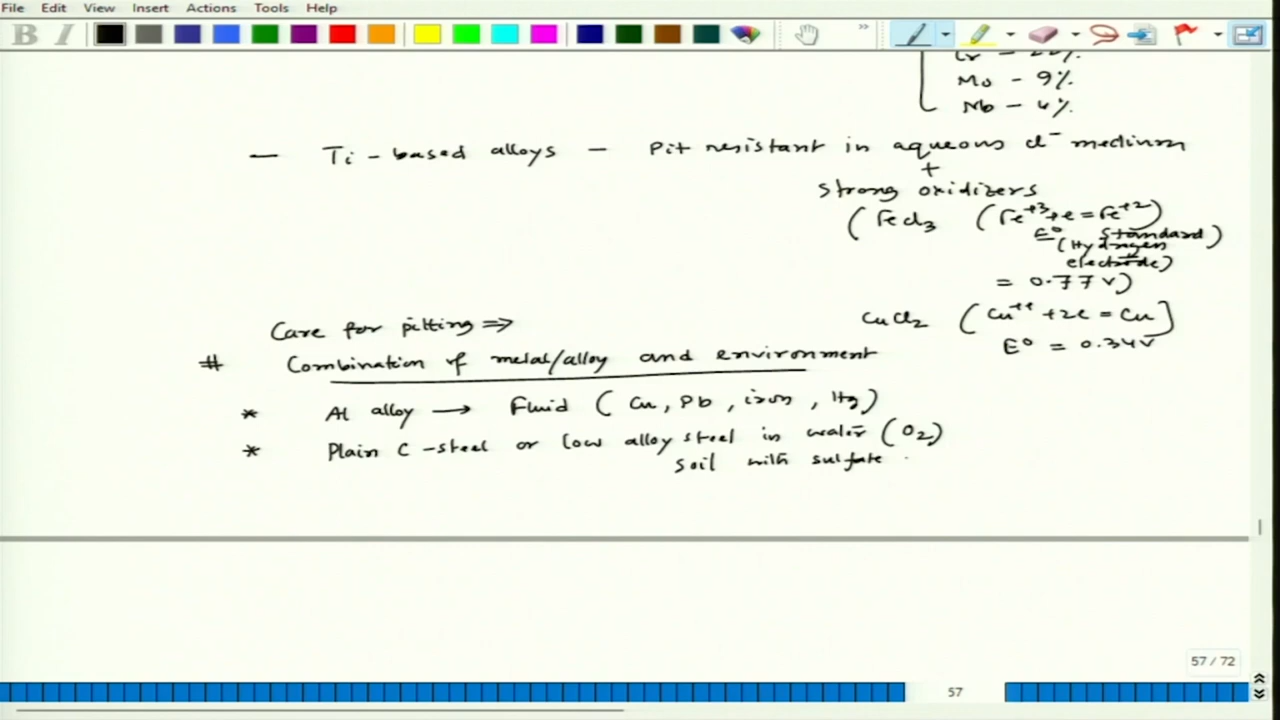 File Edit View Insert Actions Tools Help
B I
Mo - 9%
Nb - 4%
— Ti-based alloys — Pit resistant in aqueous cl⁻ medium
+
Strong oxidizers
(FeCl3 (Fe+3+e=Fe+2)
E° Standard)
(Hydrogen
electrode)
= 0.77V)
CuCl2 (Cu++ +2e = Cu)
E° = 0.34V
Care for pitting ⇒
# Combination of metal/alloy and environment
* Al alloy → Fluid (Cu, Pb, iron, Hg)
* Plain C-steel or low alloy steel in water (O2)
soil with sulfate
57 / 72
57